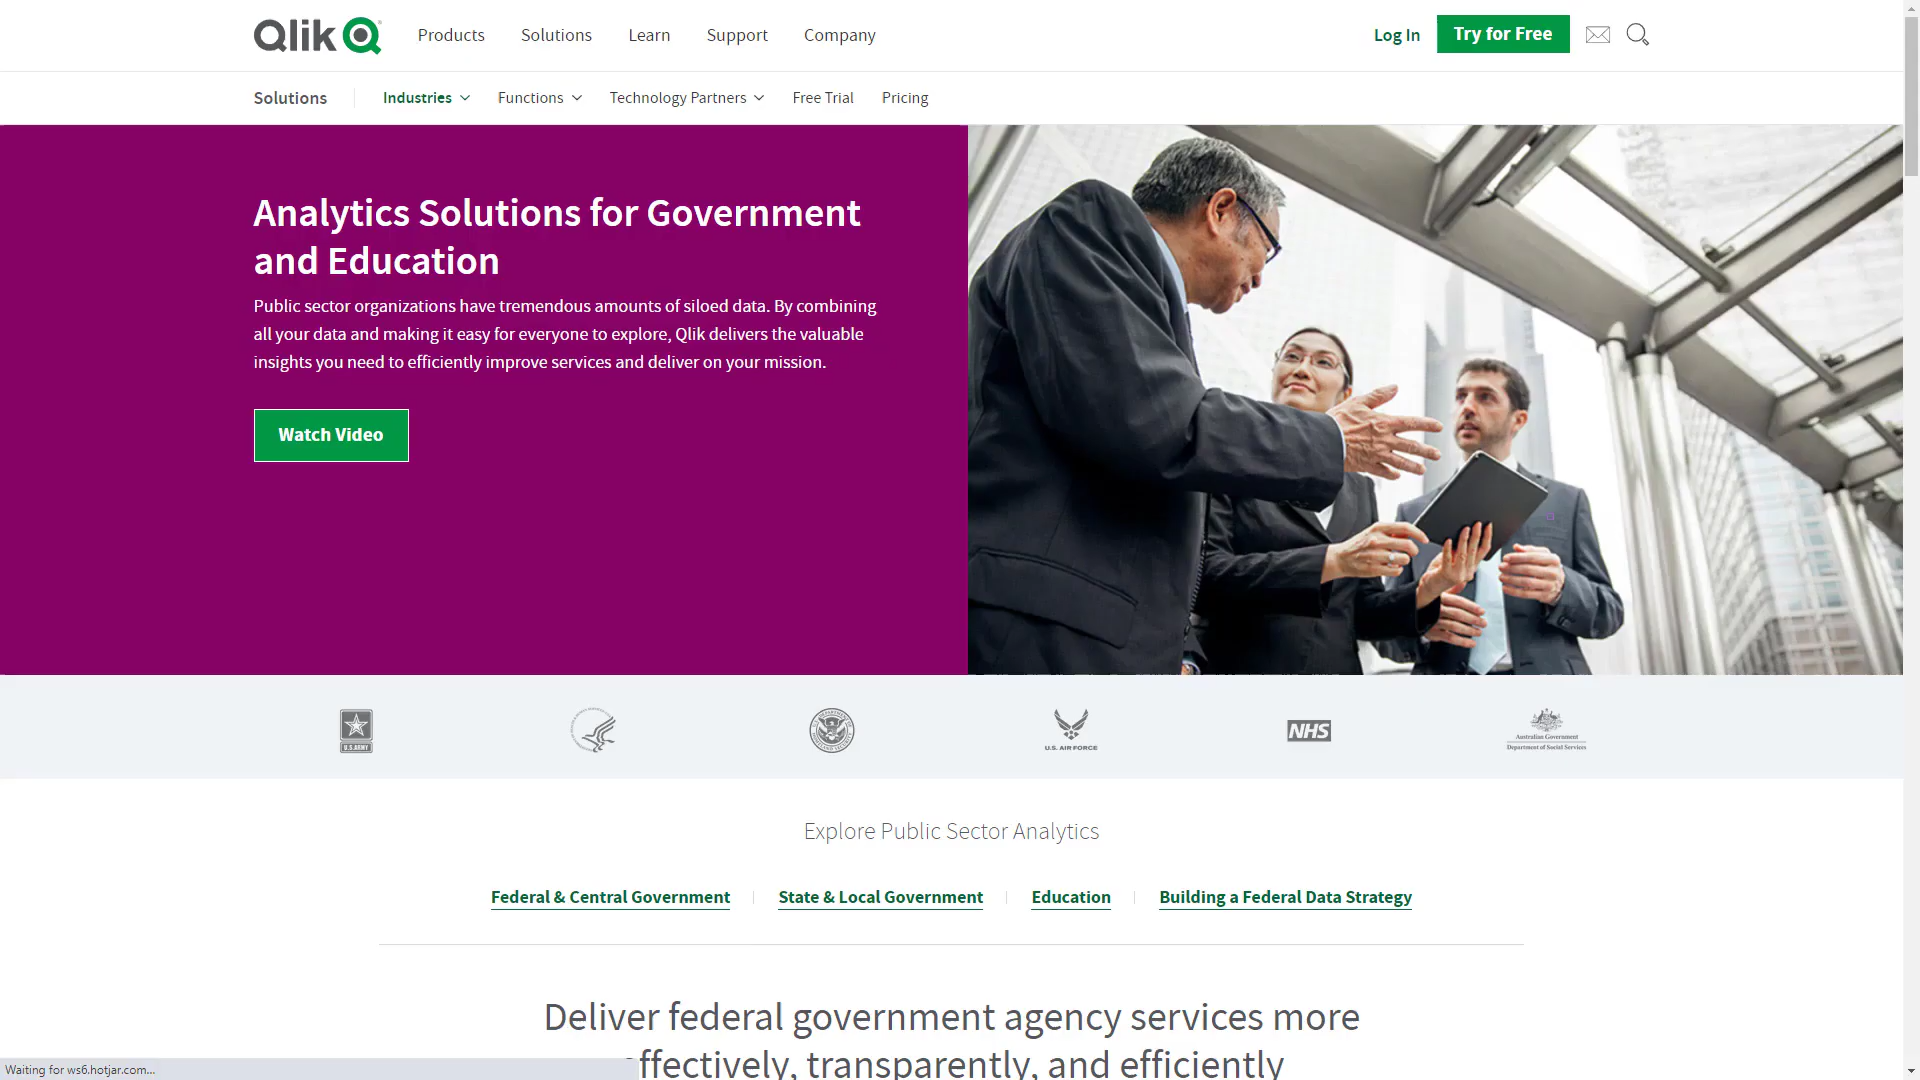 Qlik
Products
Solutions
Learn
Support
Company
Log In
Try for Free
Solutions
Industries
Functions
Technology Partners
Free Trial
Pricing
Analytics Solutions for Government
and Education
Public sector organizations have tremendous amounts of siloed data. By combining
all your data and making it easy for everyone to explore, Qlik delivers the valuable
insights you need to efficiently improve services and deliver on your mission.
Watch Video
U.S. ARMY
U.S. AIR FORCE
NHS
Australian Government
Department of Social Services
Explore Public Sector Analytics
Federal & Central Government
State & Local Government
Education
Building a Federal Data Strategy
Deliver federal government agency services more
ffectively, transparently, and efficiently
Waiting for ws6.hotjar.com...